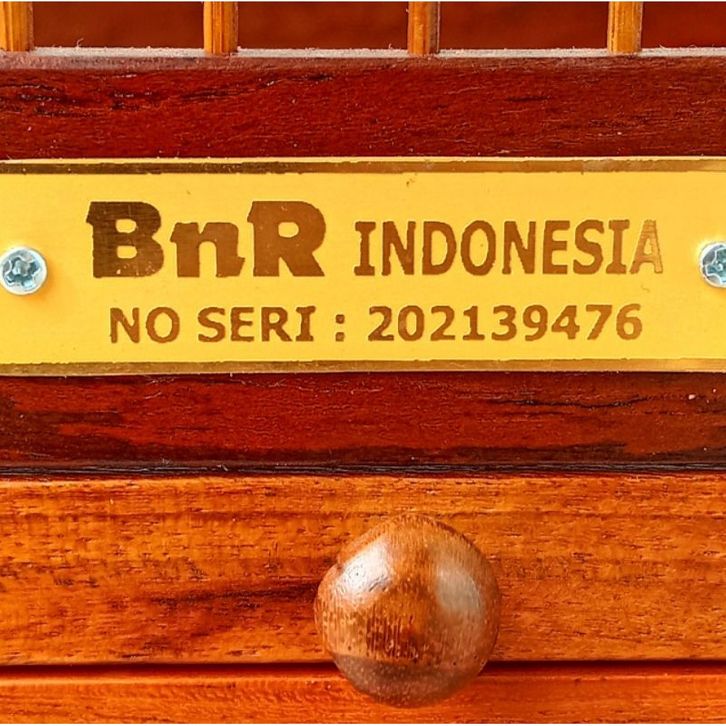 BnR INDONESIA
NO SERI : 202139476